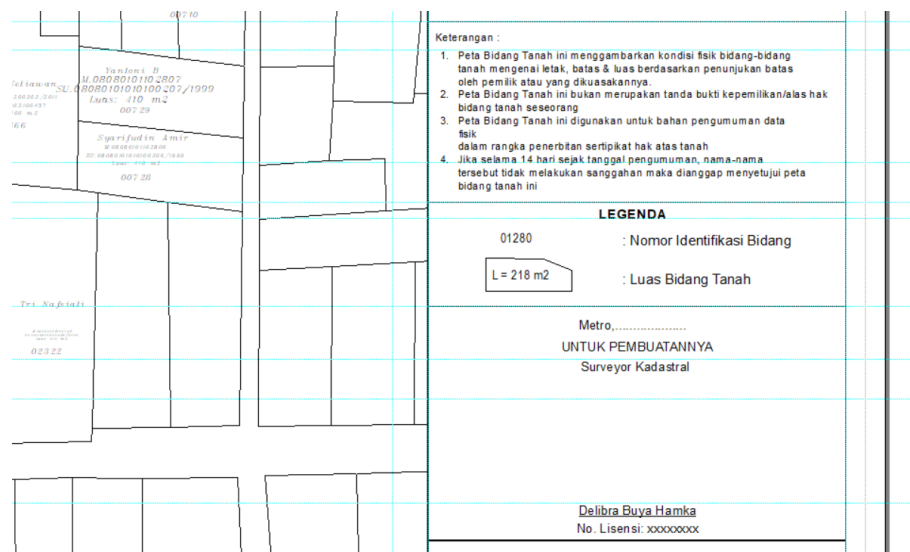 00710
Yantoni B
M.08080101102807
SU.08080101010100207/1999
Luas: 410 m2
00729
Syarifudin Amir
00728
Tri Nafsiati
02322
Keterangan :
1. Peta Bidang Tanah ini menggambarkan kondisi fisik bidang-bidang
tanah mengenai letak, batas & luas berdasarkan penunjukan batas
oleh pemilik atau yang dikuasakannya.
2. Peta Bidang Tanah ini bukan merupakan tanda bukti kepemilikan/alas hak
bidang tanah seseorang
3. Peta Bidang Tanah ini digunakan untuk bahan pengumuman data
fisik
dalam rangka penerbitan sertipikat hak atas tanah
4. Jika selama 14 hari sejak tanggal pengumuman, nama-nama
tersebut tidak melakukan sanggahan maka dianggap menyetujui peta
bidang tanah ini
LEGENDA
01280 : Nomor Identifikasi Bidang
L = 218 m2 : Luas Bidang Tanah
Metro,...................
UNTUK PEMBUATANNYA
Surveyor Kadastral
Delibra Buya Hamka
No. Lisensi: xxxxxxxx